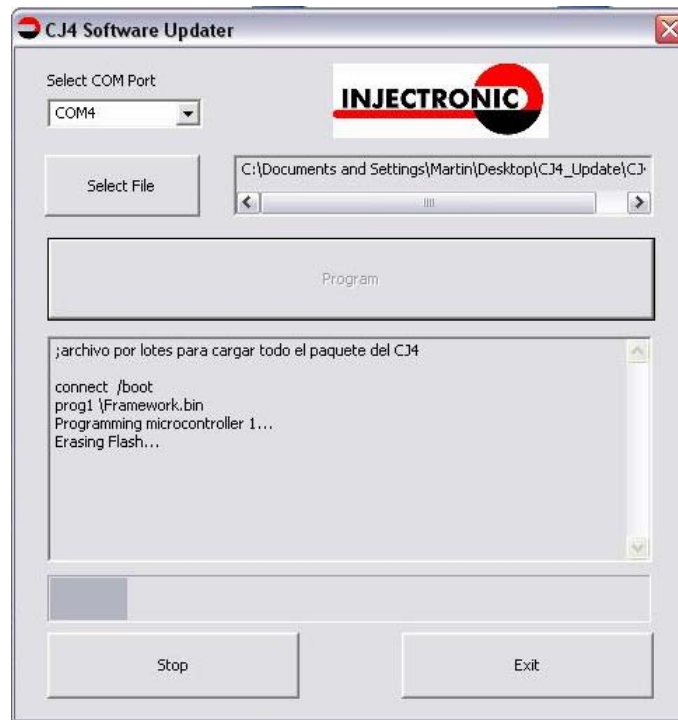 CJ4 Software Updater
Select COM Port
COM4
INJECTRONIC
Select File
C:\Documents and Settings\Martin\Desktop\CJ4_Update\CJ
Program
;archivo por lotes para cargar todo el paquete del CJ4
connect /boot
prog1 \Framework.bin
Programming microcontroller 1...
Erasing Flash...
Stop
Exit